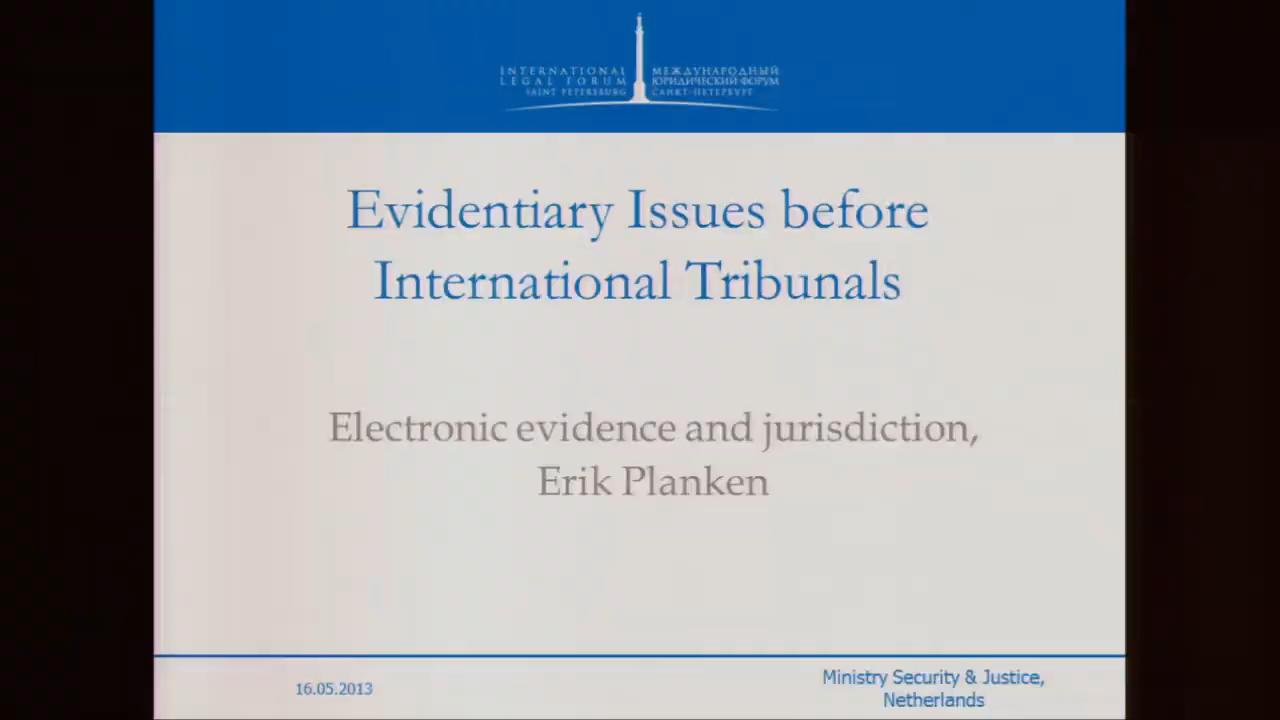 INTERNATIONAL
LEGAL FORUM
SAINT PETERSBURG
МЕЖДУНАРОДНЫЙ
ЮРИДИЧЕСКИЙ ФОРУМ
САНКТ-ПЕТЕРБУРГ
Evidentiary Issues before
International Tribunals
Electronic evidence and jurisdiction,
Erik Planken
16.05.2013
Ministry Security & Justice,
Netherlands